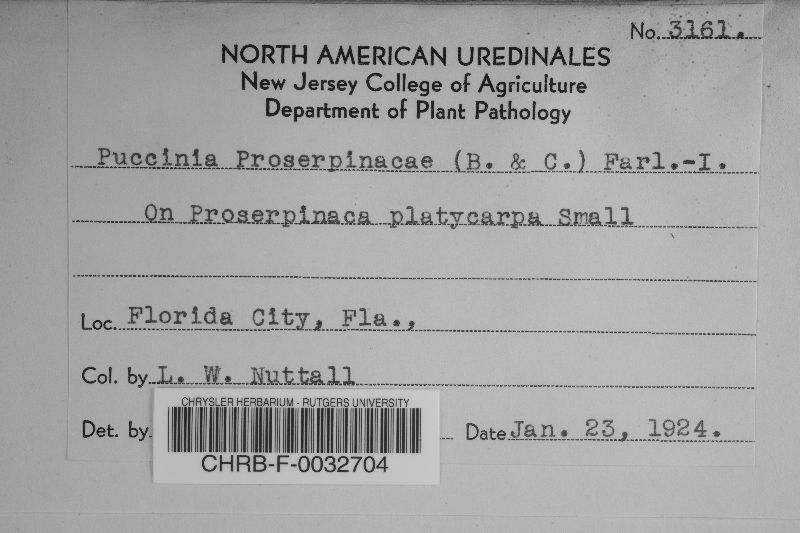 No. 3161.
NORTH AMERICAN UREDINALES
New Jersey College of Agriculture
Department of Plant Pathology
Puccinia Proserpinacae (B. & C.) Farl.-I.
On Proserpinaca platycarpa Small
Loc. Florida City, Fla.,
Col. by L. W. Nuttall
Det. by
CHRYSLER HERBARIUM - RUTGERS UNIVERSITY
CHRB-F-0032704
Date Jan. 23, 1924.